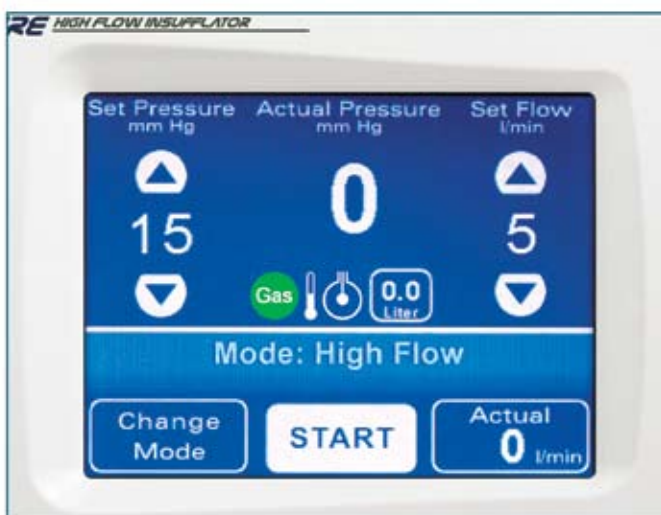 RE HIGH FLOW INSUFFLATOR
Set Pressure Actual Pressure Set Flow
mm Hg mm Hg l/min
15 0 5
Gas 0.0
Liter
Mode: High Flow
Change Mode
START
Actual
0 l/min